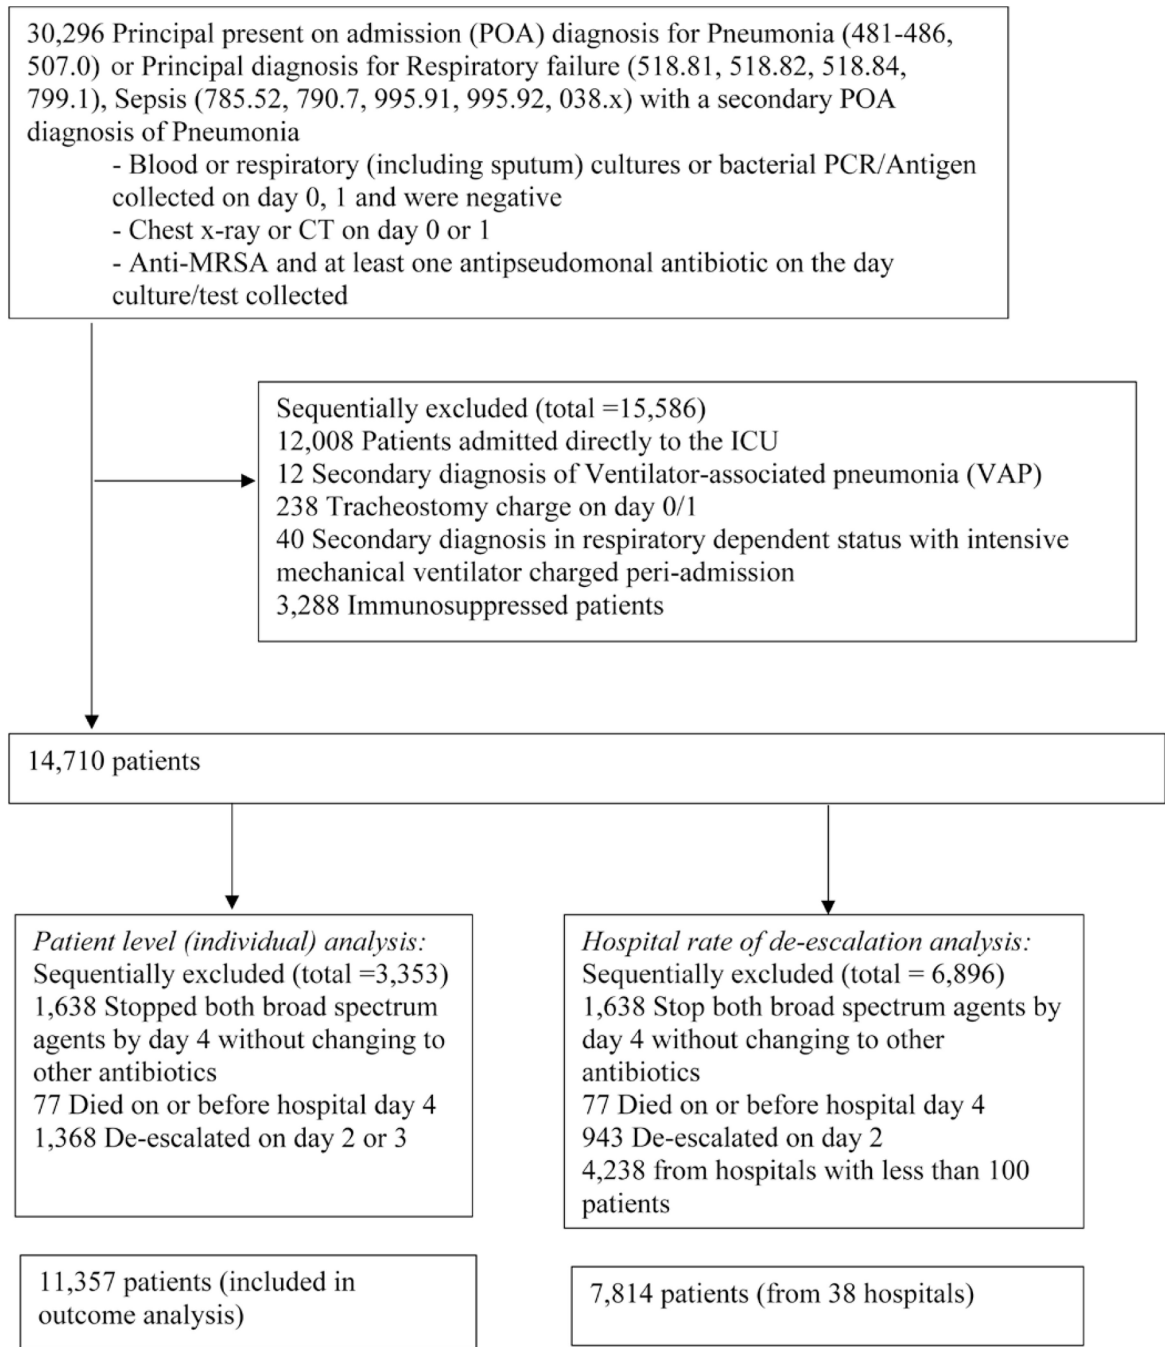 30,296 Principal present on admission (POA) diagnosis for Pneumonia (481-486,
507.0) or Principal diagnosis for Respiratory failure (518.81, 518.82, 518.84,
799.1), Sepsis (785.52, 790.7, 995.91, 995.92, 038.x) with a secondary POA
diagnosis of Pneumonia
- Blood or respiratory (including sputum) cultures or bacterial PCR/Antigen
collected on day 0, 1 and were negative
- Chest x-ray or CT on day 0 or 1
- Anti-MRSA and at least one antipseudomonal antibiotic on the day
culture/test collected
Sequentially excluded (total =15,586)
12,008 Patients admitted directly to the ICU
12 Secondary diagnosis of Ventilator-associated pneumonia (VAP)
238 Tracheostomy charge on day 0/1
40 Secondary diagnosis in respiratory dependent status with intensive
mechanical ventilator charged peri-admission
3,288 Immunosuppressed patients
14,710 patients
Patient level (individual) analysis:
Sequentially excluded (total =3,353)
1,638 Stopped both broad spectrum
agents by day 4 without changing to
other antibiotics
77 Died on or before hospital day 4
1,368 De-escalated on day 2 or 3
Hospital rate of de-escalation analysis:
Sequentially excluded (total = 6,896)
1,638 Stop both broad spectrum agents by
day 4 without changing to other
antibiotics
77 Died on or before hospital day 4
943 De-escalated on day 2
4,238 from hospitals with less than 100
patients
11,357 patients (included in
outcome analysis)
7,814 patients (from 38 hospitals)